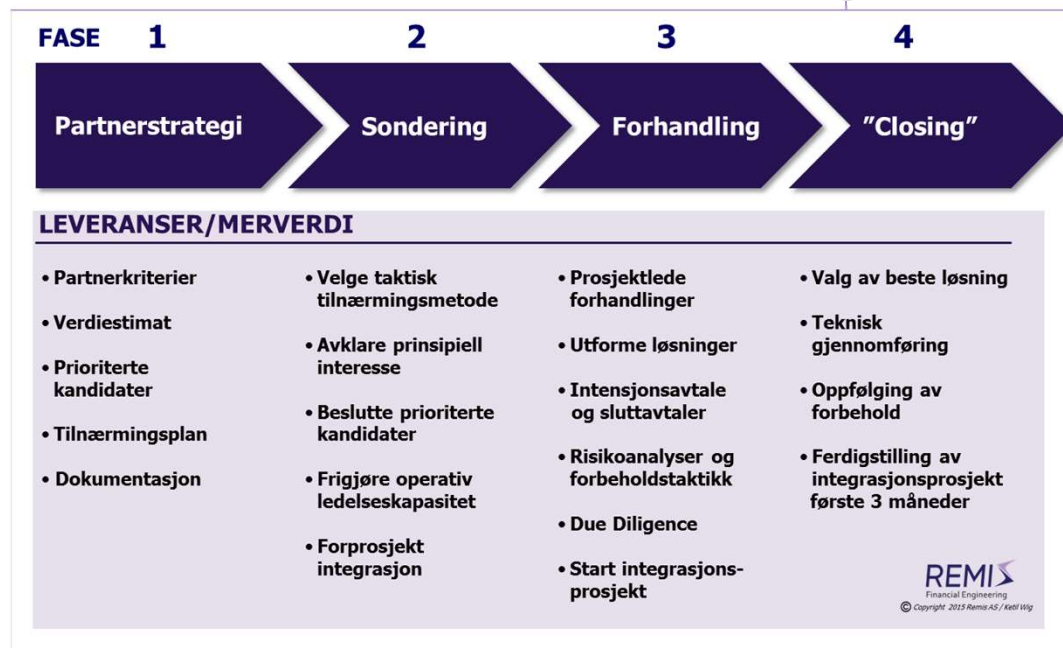 FASE 1 2 3 4
Partnerstrategi
Sondering
Forhandling
”Closing”
LEVERANSER/MERVERDI
• Partnerkriterier
• Verdiestimat
• Prioriterte
kandidater
• Tilnærmingsplan
• Dokumentasjon
• Velge taktisk
tilnærmingsmetode
• Avklare prinsipiell
interesse
• Beslutte prioriterte
kandidater
• Frigjøre operativ
ledelseskapasitet
• Forprosjekt
integrasjon
• Prosjektlede
forhandlinger
• Utforme løsninger
• Intensjonsavtale
og sluttavtaler
• Risikoanalyser og
forbeholdstaktikk
• Due Diligence
• Start integrasjons-
prosjekt
• Valg av beste løsning
• Teknisk
gjennomføring
• Oppfølging av
forbehold
• Ferdigstilling av
integrasjonsprosjekt
første 3 måneder
REMIS
Financial Engineering
© Copyright 2015 Remis AS / Ketil Wig